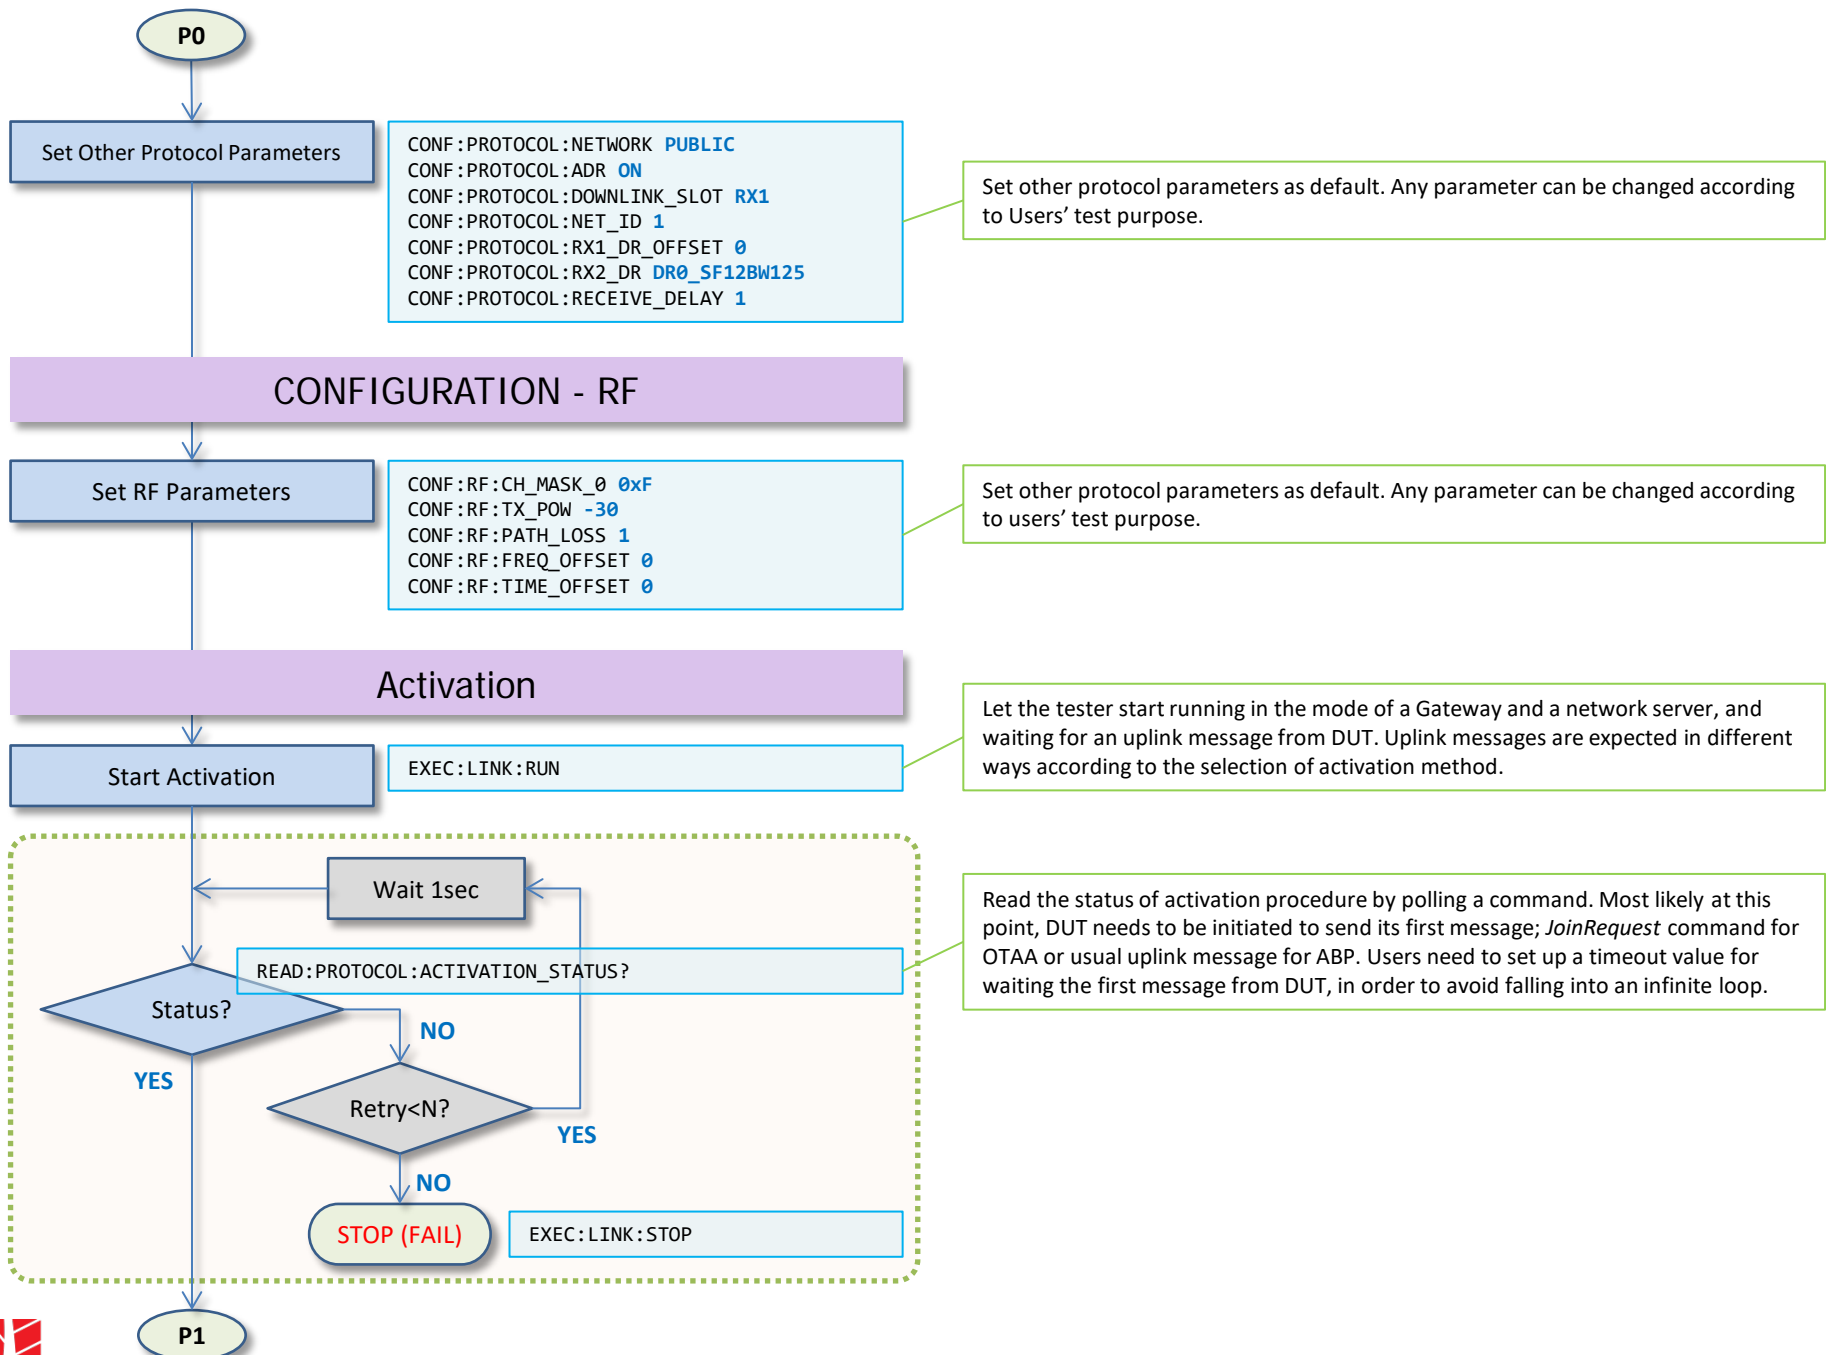 P0
Set Other Protocol Parameters
CONF:PROTOCOL:NETWORK PUBLIC
CONF:PROTOCOL:ADR ON
CONF:PROTOCOL:DOWNLINK_SLOT RX1
CONF:PROTOCOL:NET_ID 1
CONF:PROTOCOL:RX1_DR_OFFSET 0
CONF:PROTOCOL:RX2_DR DR0_SF12BW125
CONF:PROTOCOL:RECEIVE_DELAY 1
Set other protocol parameters as default. Any parameter can be changed according
to Users’ test purpose.
CONFIGURATION - RF
Set RF Parameters
CONF:RF:CH_MASK_0 0xF
CONF:RF:TX_POW -30
CONF:RF:PATH_LOSS 1
CONF:RF:FREQ_OFFSET 0
CONF:RF:TIME_OFFSET 0
Set other protocol parameters as default. Any parameter can be changed according
to users’ test purpose.
Activation
Start Activation
EXEC:LINK:RUN
Let the tester start running in the mode of a Gateway and a network server, and
waiting for an uplink message from DUT. Uplink messages are expected in different
ways according to the selection of activation method.
Wait 1sec
READ:PROTOCOL:ACTIVATION_STATUS?
Read the status of activation procedure by polling a command. Most likely at this
point, DUT needs to be initiated to send its first message; JoinRequest command for
OTAA or usual uplink message for ABP. Users need to set up a timeout value for
waiting the first message from DUT, in order to avoid falling into an infinite loop.
Status?
NO
YES
Retry<N?
YES
NO
STOP (FAIL)
EXEC:LINK:STOP
P1